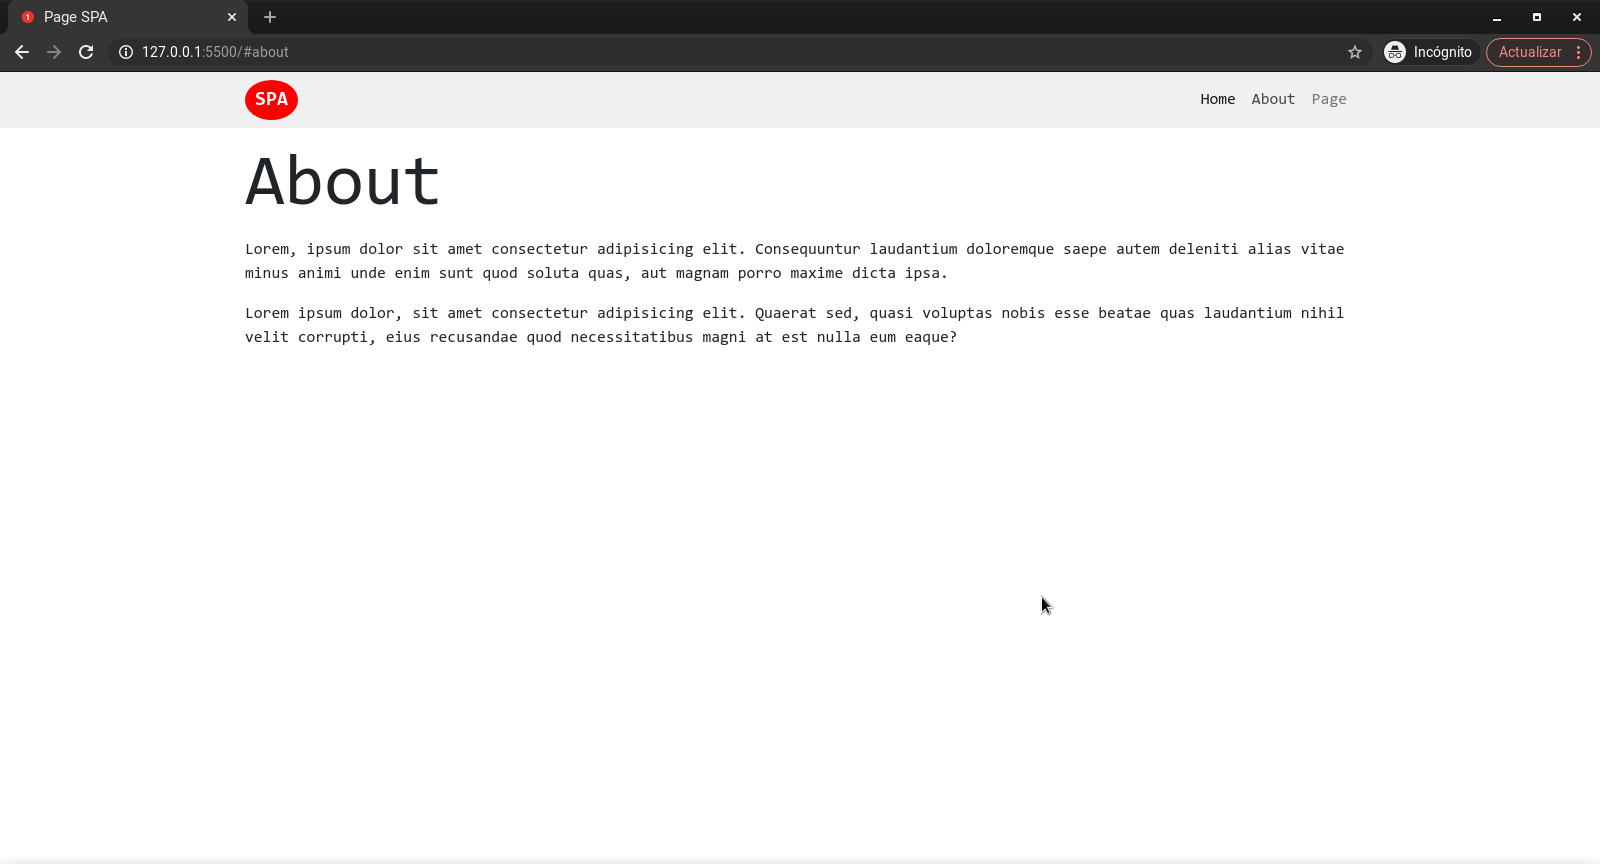 Page SPA
127.0.0.1:5500/#about
Incógnito
Actualizar
SPA
Home About Page
About
Lorem, ipsum dolor sit amet consectetur adipisicing elit. Consequuntur laudantium doloremque saepe autem deleniti alias vitae
minus animi unde enim sunt quod soluta quas, aut magnam porro maxime dicta ipsa.
Lorem ipsum dolor, sit amet consectetur adipisicing elit. Quaerat sed, quasi voluptas nobis esse beatae quas laudantium nihil
velit corrupti, eius recusandae quod necessitatibus magni at est nulla eum eaque?